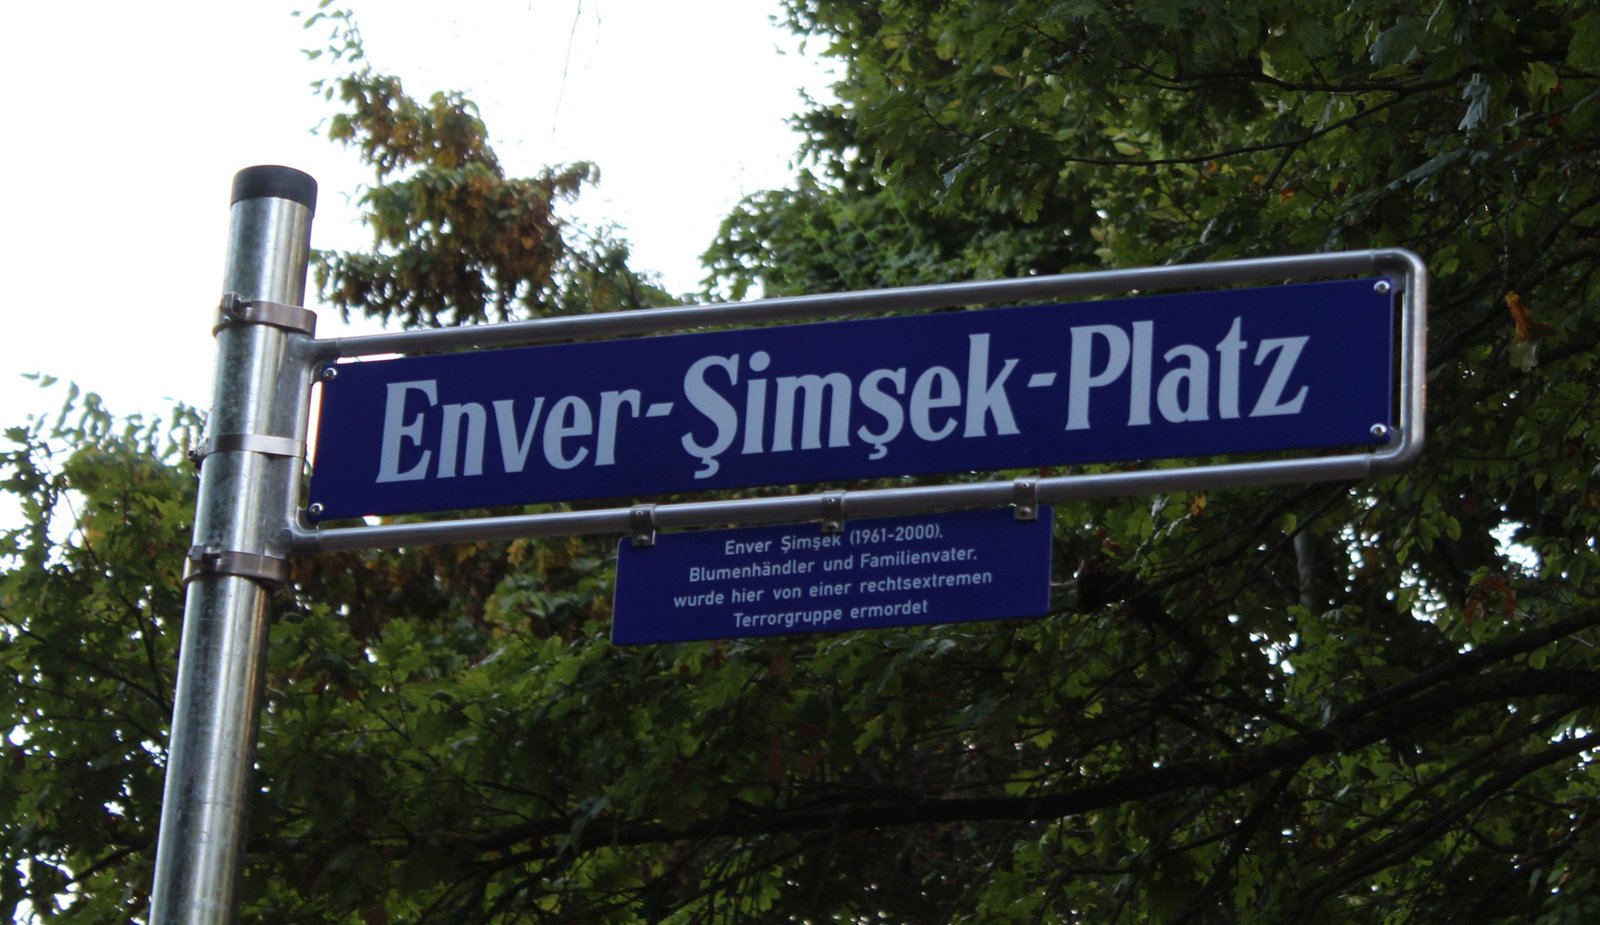 Enver-Şimşek-Platz
Enver Şimşek (1961-2000),
Blumenhändler und Familienvater,
wurde hier von einer rechtsextremen
Terrorgruppe ermordet